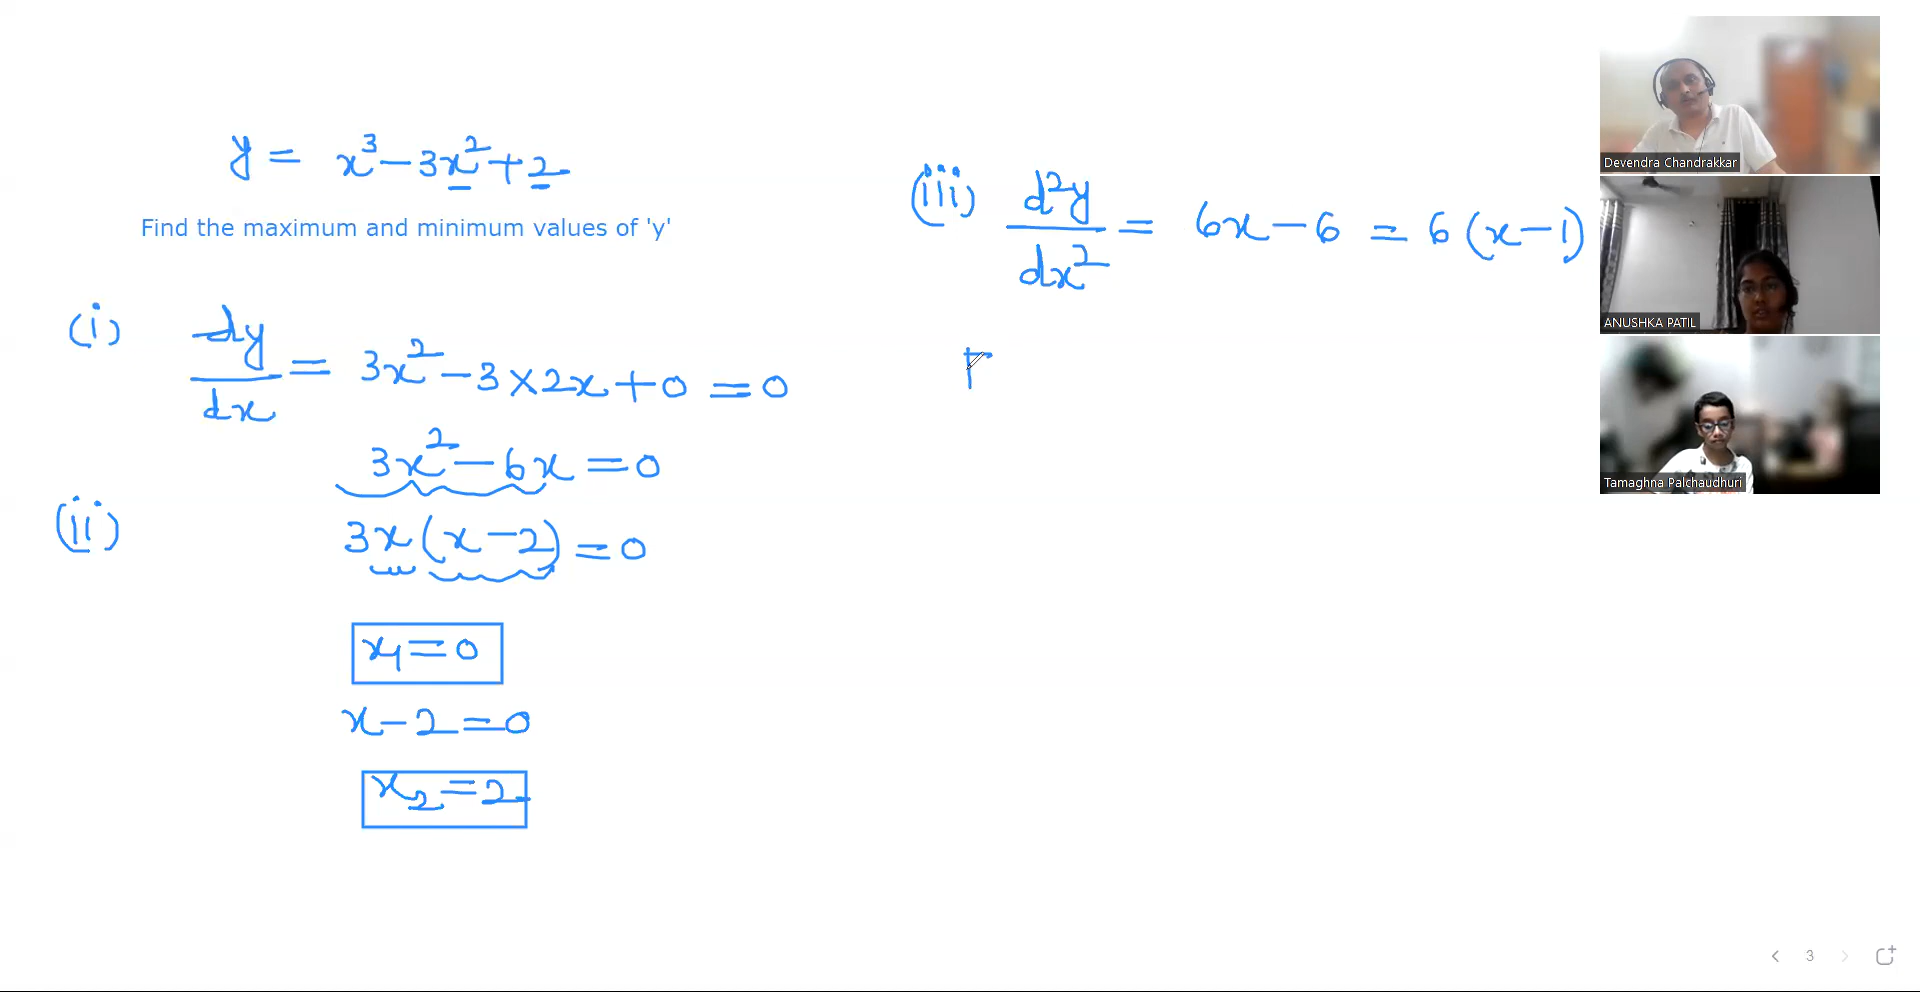 y = x³ - 3x² + 2
Find the maximum and minimum values of 'y'
(i) dy/dx = 3x² - 3 × 2x + 0 = 0
3x² - 6x = 0
(ii) 3x(x - 2) = 0
x₁ = 0
x - 2 = 0
x₂ = 2
(iii) d²y/dx² = 6x - 6 = 6(x - 1)
Devendra Chandrakkar
ANUSHKA PATIL
Tamaghna Palchaudhuri
3